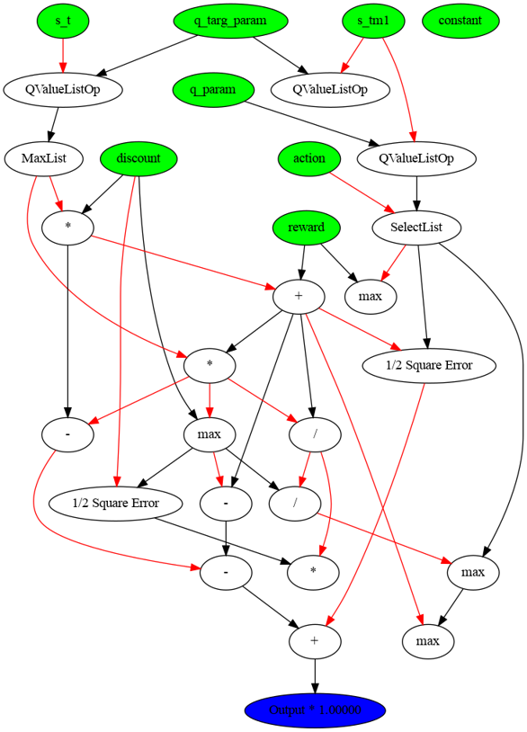 s_t
q_targ_param
s_tm1
constant
QValueListOp
q_param
QValueListOp
MaxList
discount
action
QValueListOp
*
reward
SelectList
+
max
*
1/2 Square Error
-
max
/
1/2 Square Error
-
/
-
*
max
+
max
Output * 1.00000